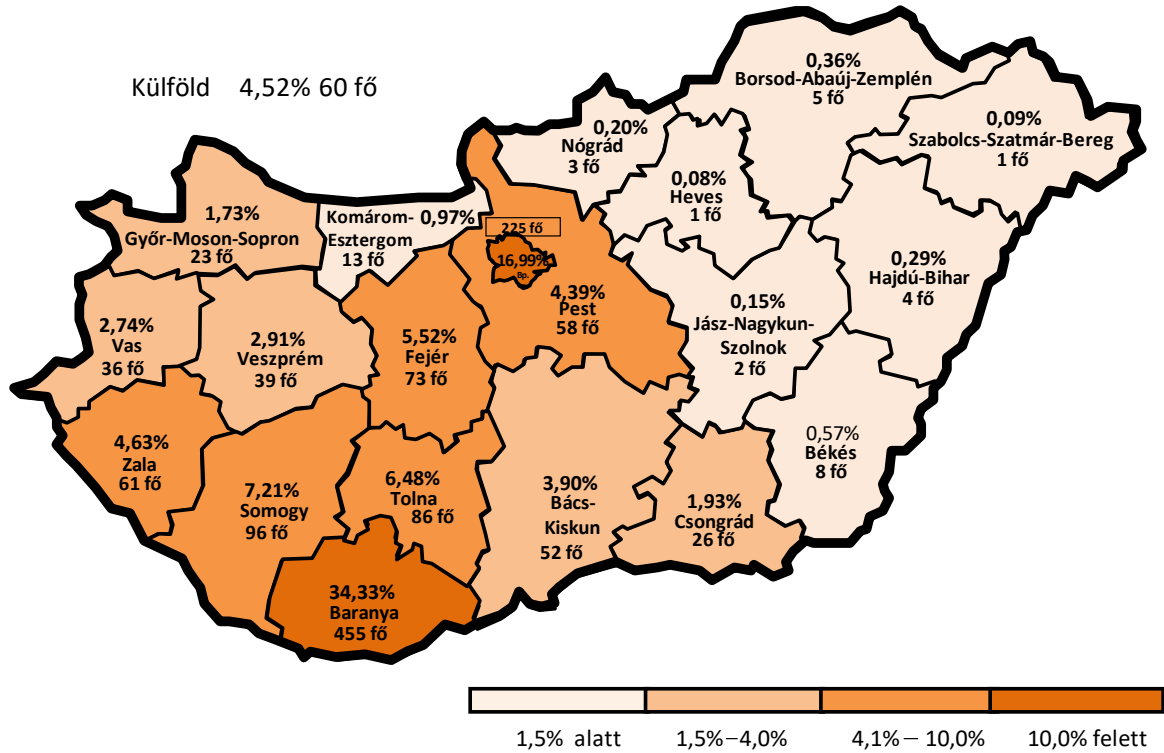 Külföld 4,52% 60 fő
0,36%
Borsod-Abaúj-Zemplén
5 fő
0,09%
Szabolcs-Szatmár-Bereg
1 fő
0,20%
Nógrád
3 fő
0,08%
Heves
1 fő
1,73%
Győr-Moson-Sopron
23 fő
Komárom- 0,97%
Esztergom
13 fő
225 fő
16,99%
Bp.
4,39%
Pest
58 fő
0,29%
Hajdú-Bihar
4 fő
0,15%
Jász-Nagykun-
Szolnok
2 fő
2,74%
Vas
36 fő
2,91%
Veszprém
39 fő
5,52%
Fejér
73 fő
4,63%
Zala
61 fő
7,21%
Somogy
96 fő
6,48%
Tolna
86 fő
3,90%
Bács-
Kiskun
52 fő
1,93%
Csongrád
26 fő
0,57%
Békés
8 fő
34,33%
Baranya
455 fő
1,5% alatt 1,5%–4,0% 4,1% – 10,0% 10,0% felett